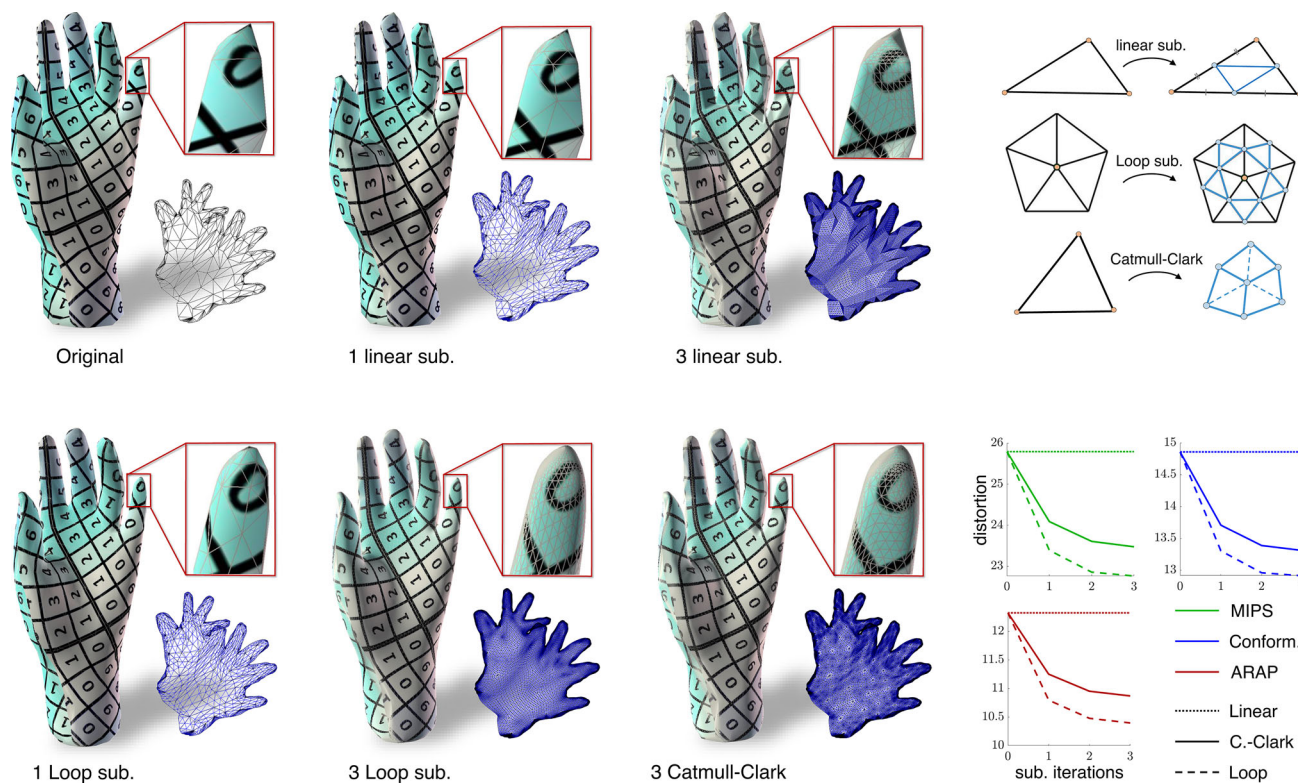 linear sub.
Loop sub.
Catmull-Clark
Original
1 linear sub.
3 linear sub.
26
25
24
23
0
1
2
3
distortion
15
14.5
14
13.5
13
0
1
2
3
12
11.5
11
10.5
10
0
1
2
3
sub. iterations
MIPS
Conform.
ARAP
Linear
C.-Clark
Loop
1 Loop sub.
3 Loop sub.
3 Catmull-Clark